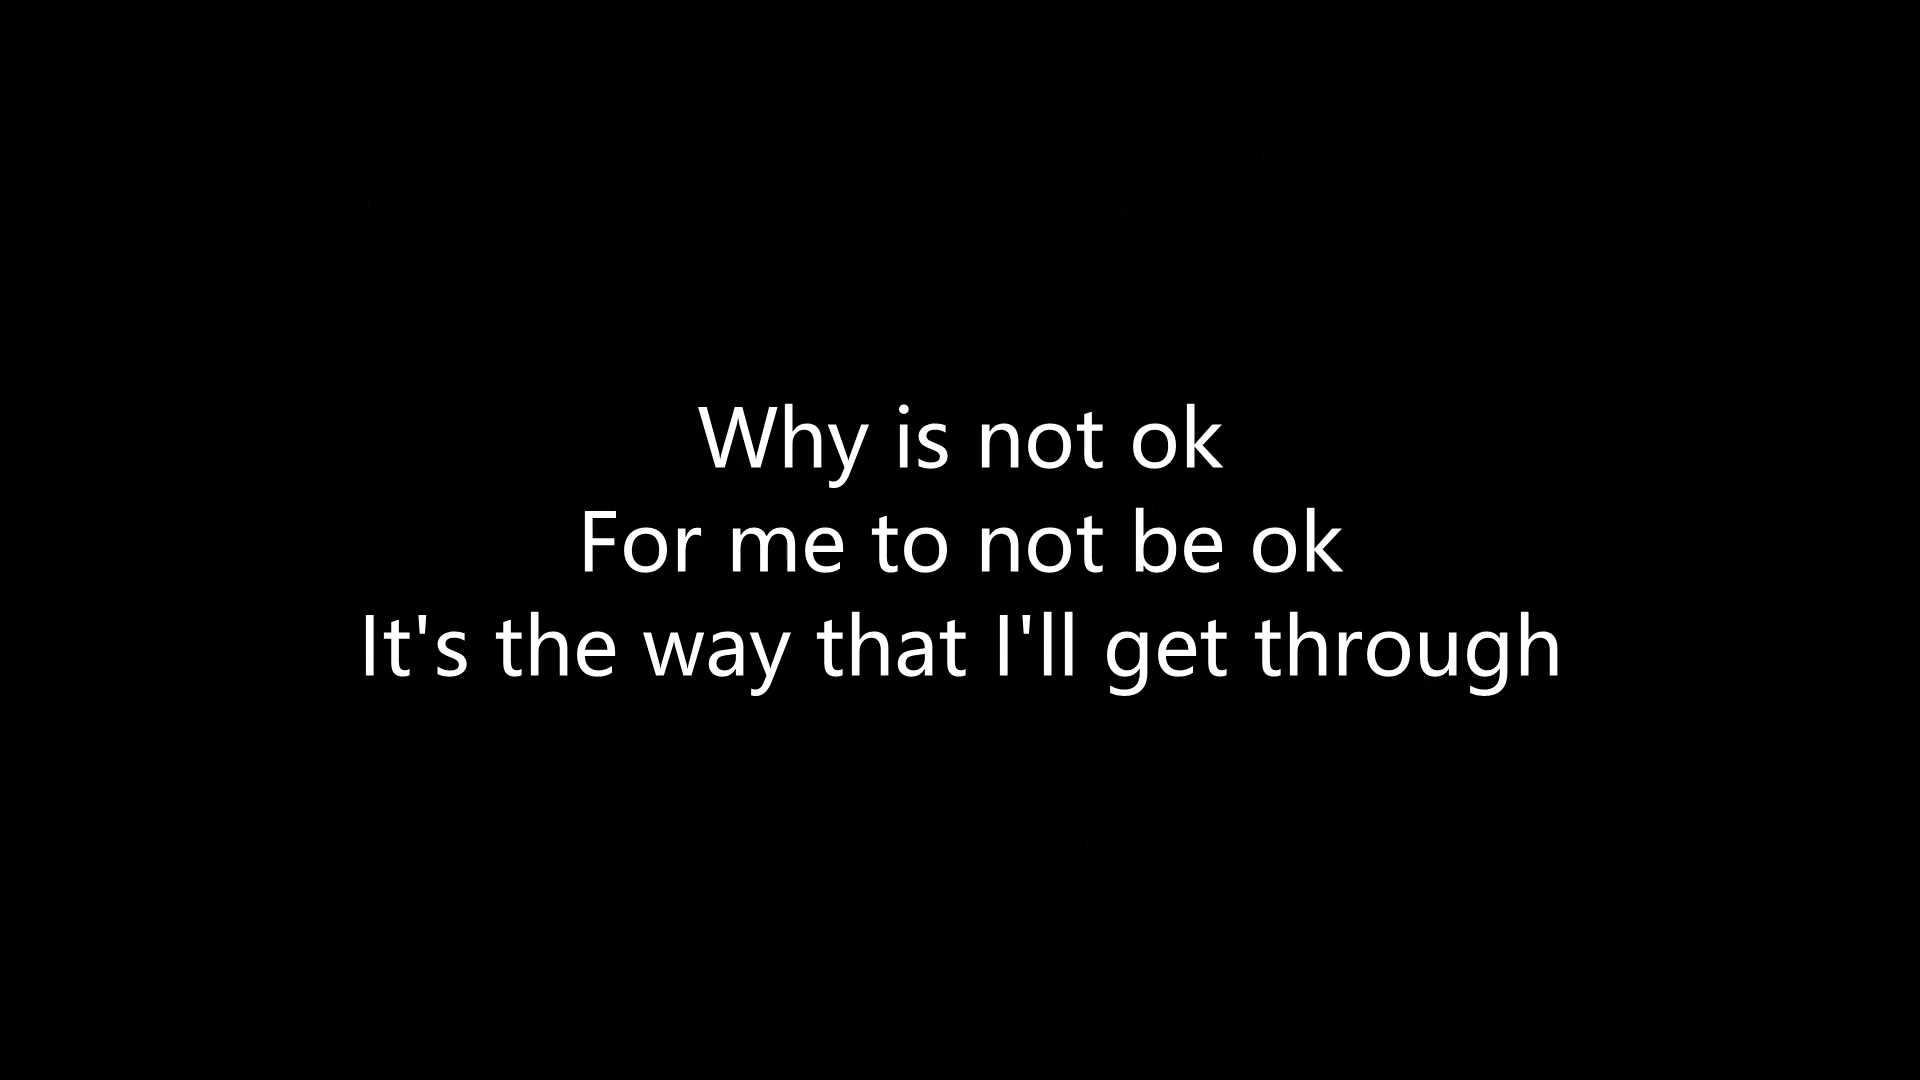 Why is not ok
For me to not be ok
It's the way that I'll get through